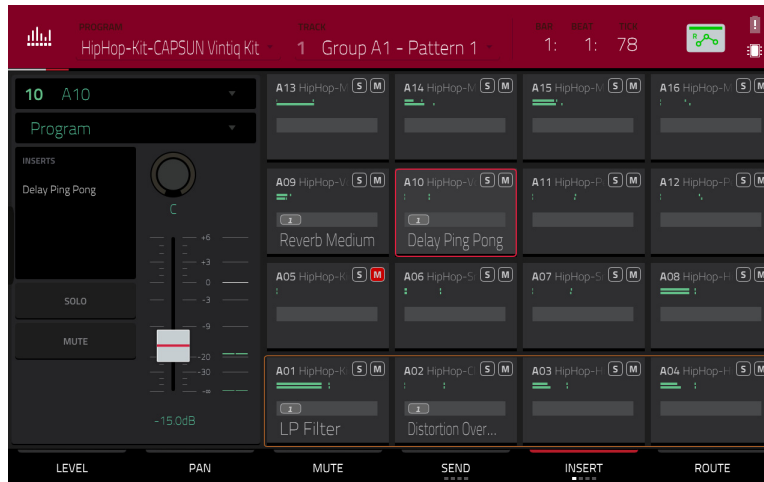 PROGRAM TRACK BAR BEAT TICK
HipHop-Kit-CAPSUN Vintiq Kit 1 Group A1 - Pattern 1 1: 1: 78
R
10 A10
Program
INSERTS
Delay Ping Pong
C
+6
+3
0
-3
-9
-20
-30
-∞
-15.0dB
SOLO
MUTE
A13 HipHop-M S M A14 HipHop-M S M A15 HipHop-M S M A16 HipHop-M S M
A09 HipHop-V S M A10 HipHop-V S M A11 HipHop-P S M A12 HipHop-P S M
1 1
Reverb Medium Delay Ping Pong
A05 HipHop-K S M A06 HipHop-S S M A07 HipHop-S S M A08 HipHop-H S M
A01 HipHop-K S M A02 HipHop-C S M A03 HipHop-H S M A04 HipHop-H S M
1 1
LP Filter Distortion Over...
LEVEL PAN MUTE SEND INSERT ROUTE